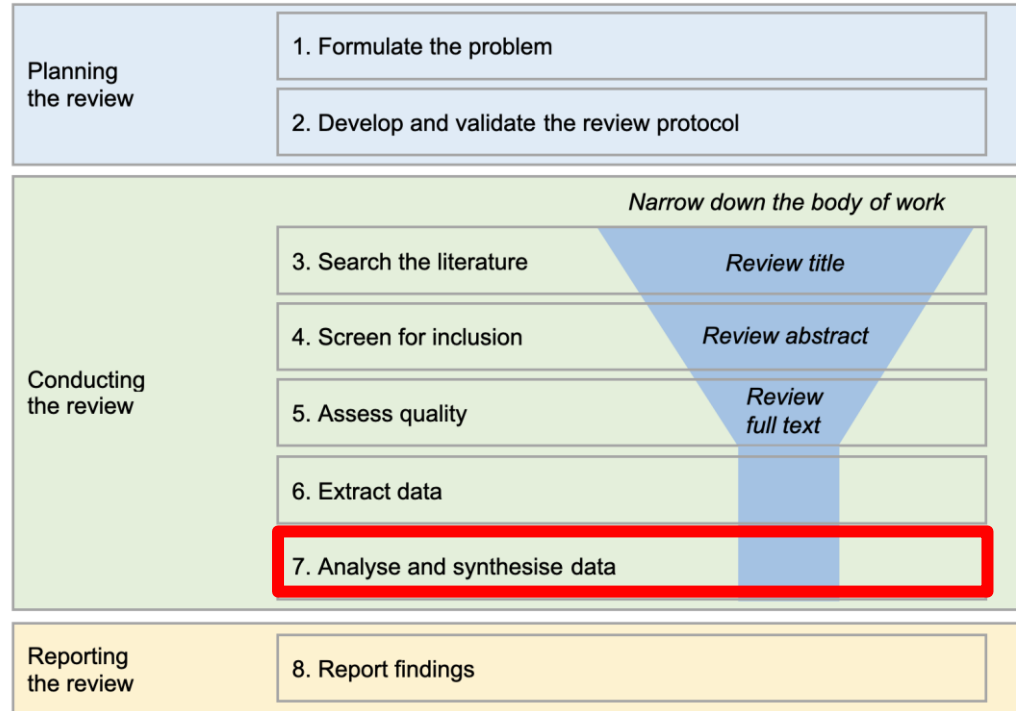 Planning
the review
1. Formulate the problem
2. Develop and validate the review protocol
Conducting
the review
Narrow down the body of work
3. Search the literature
Review title
4. Screen for inclusion
Review abstract
5. Assess quality
Review
full text
6. Extract data
7. Analyse and synthesise data
Reporting
the review
8. Report findings